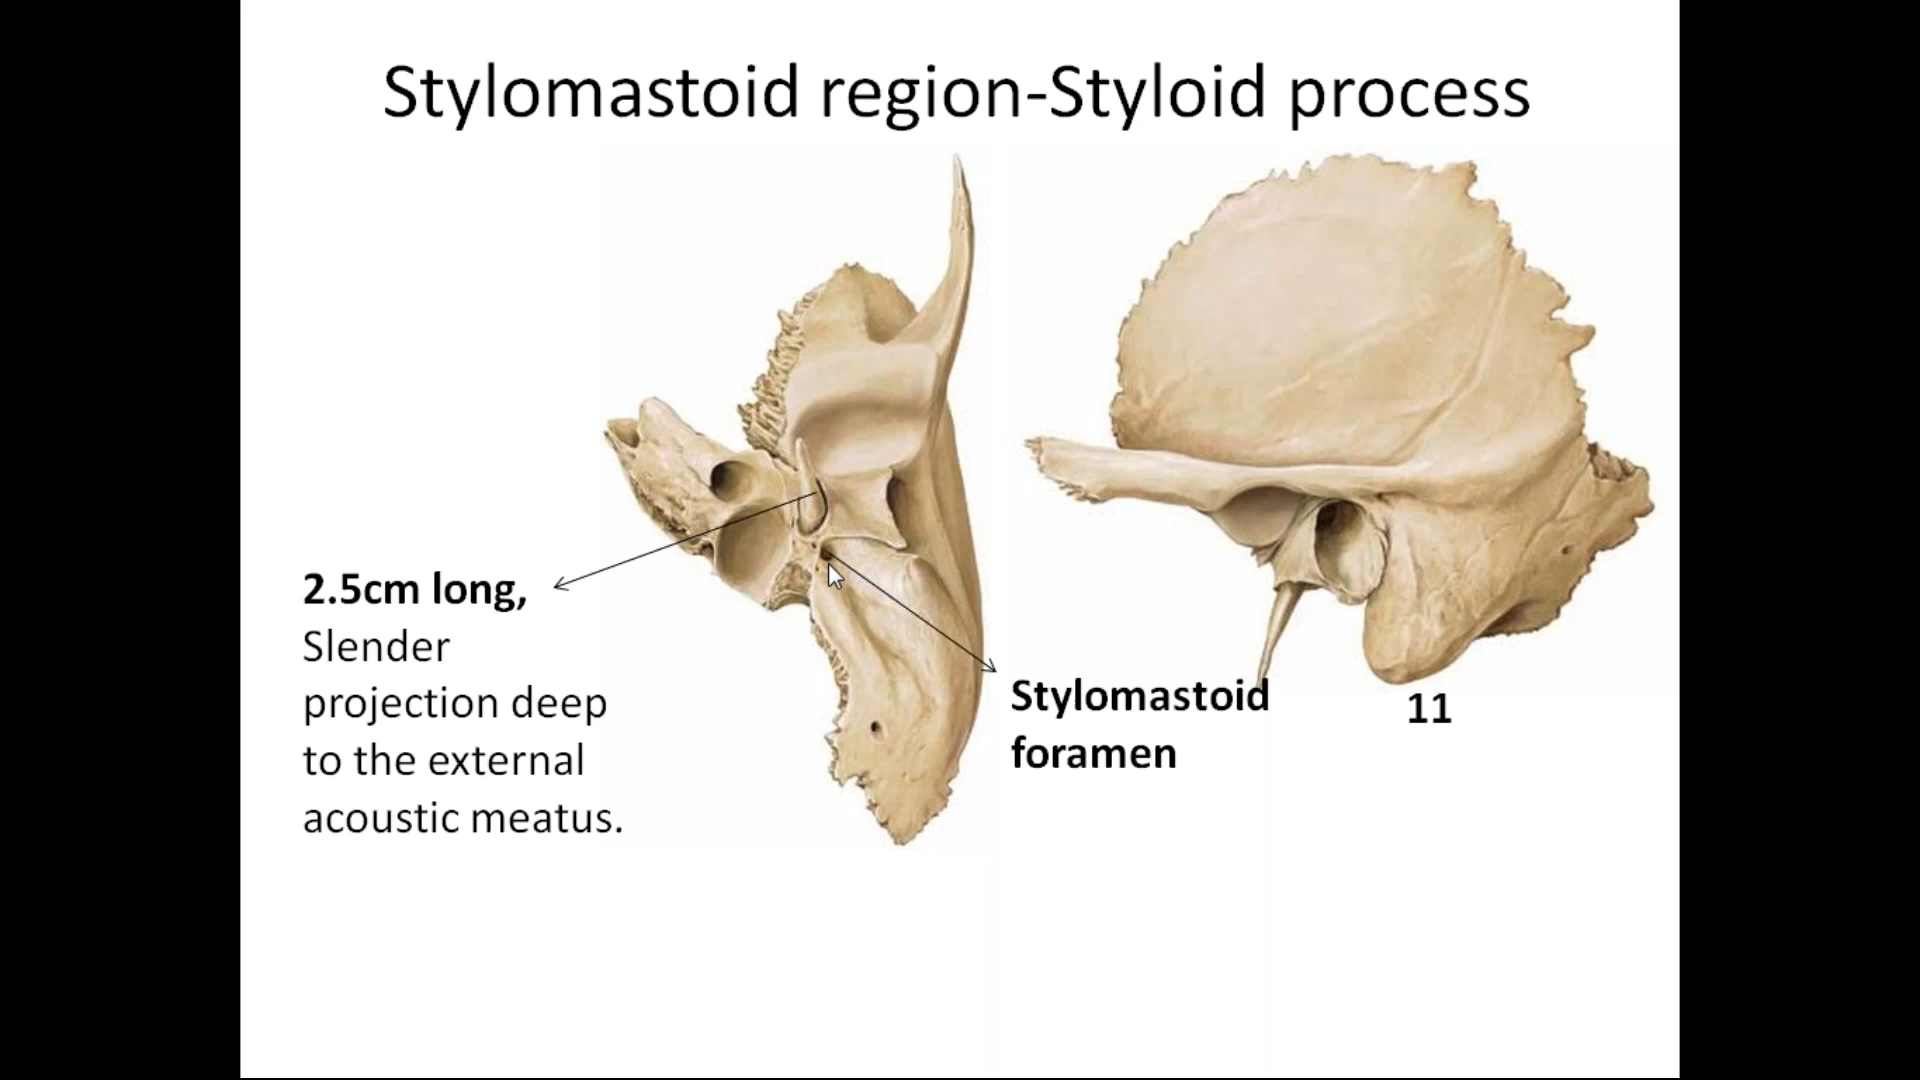 Stylomastoid region-Styloid process
2.5cm long,
Slender
projection deep
to the external
acoustic meatus.
Stylomastoid
foramen
11